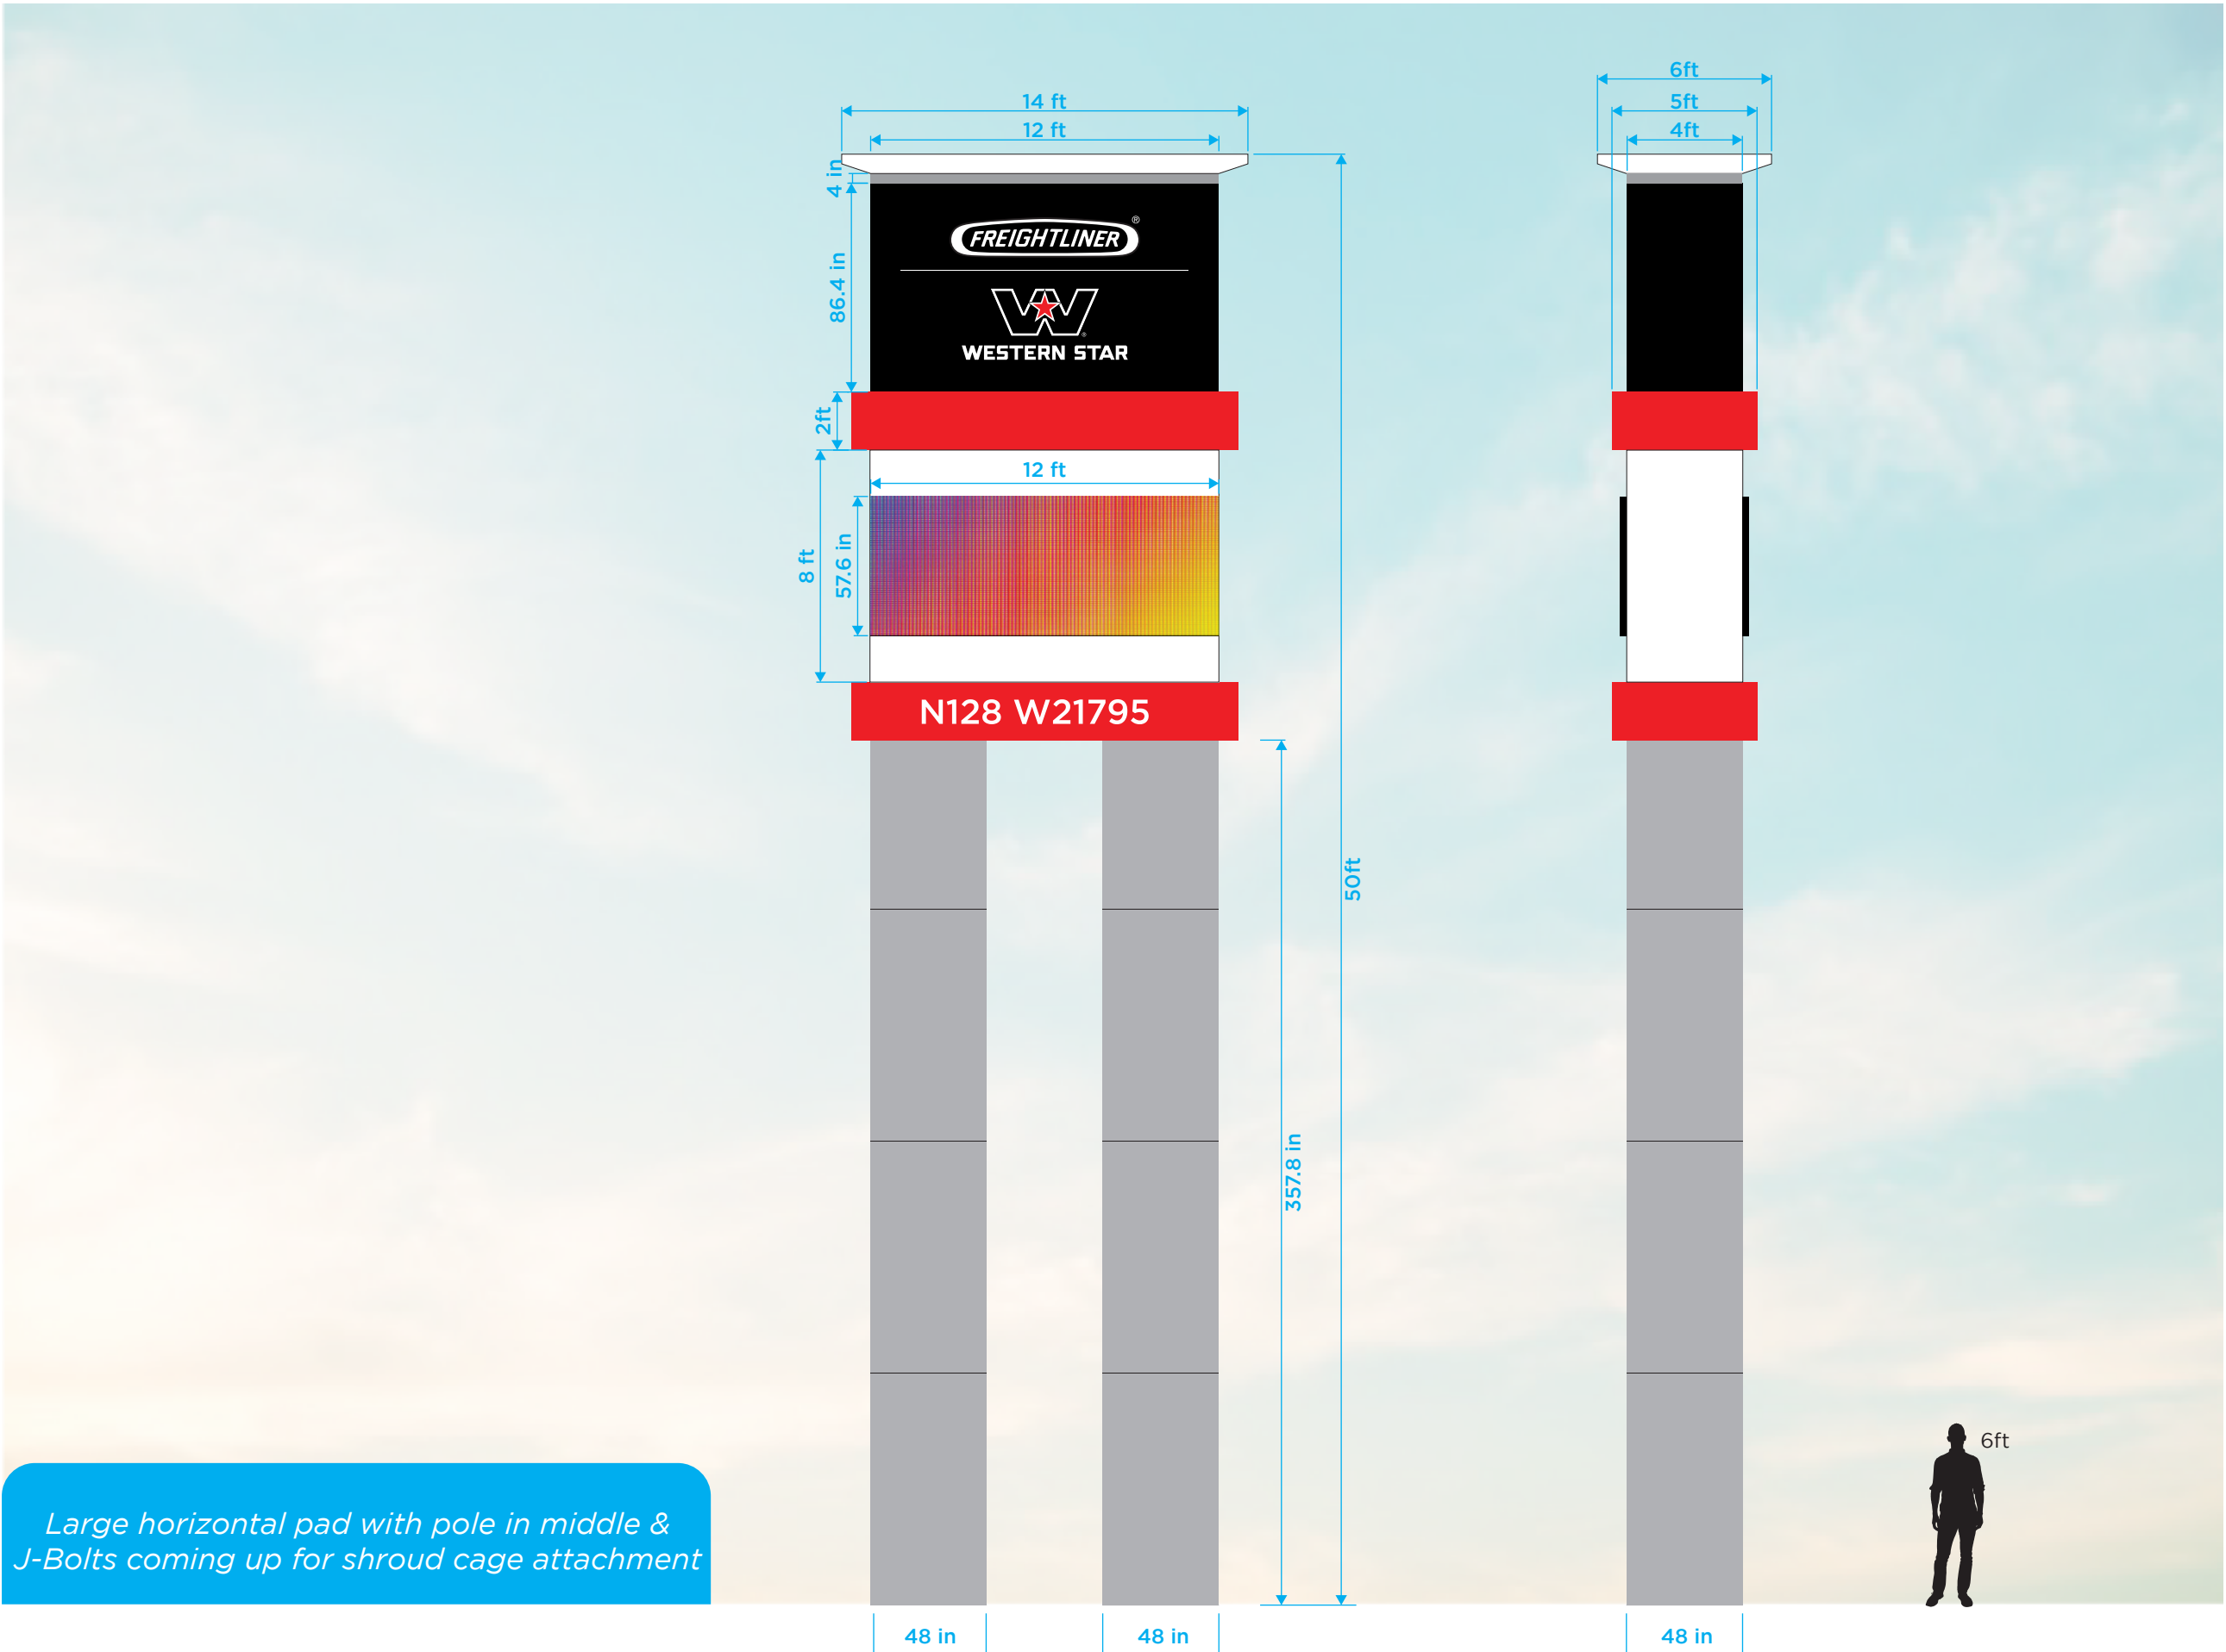 6ft
14 ft
5ft
12 ft
4ft
4 in
FREIGHTLINER®
86.4 in
W®
WESTERN STAR
2ft
12 ft
8 ft
57.6 in
N128 W21795
50ft
357.8 in
6ft
Large horizontal pad with pole in middle &
J-Bolts coming up for shroud cage attachment
48 in
48 in
48 in